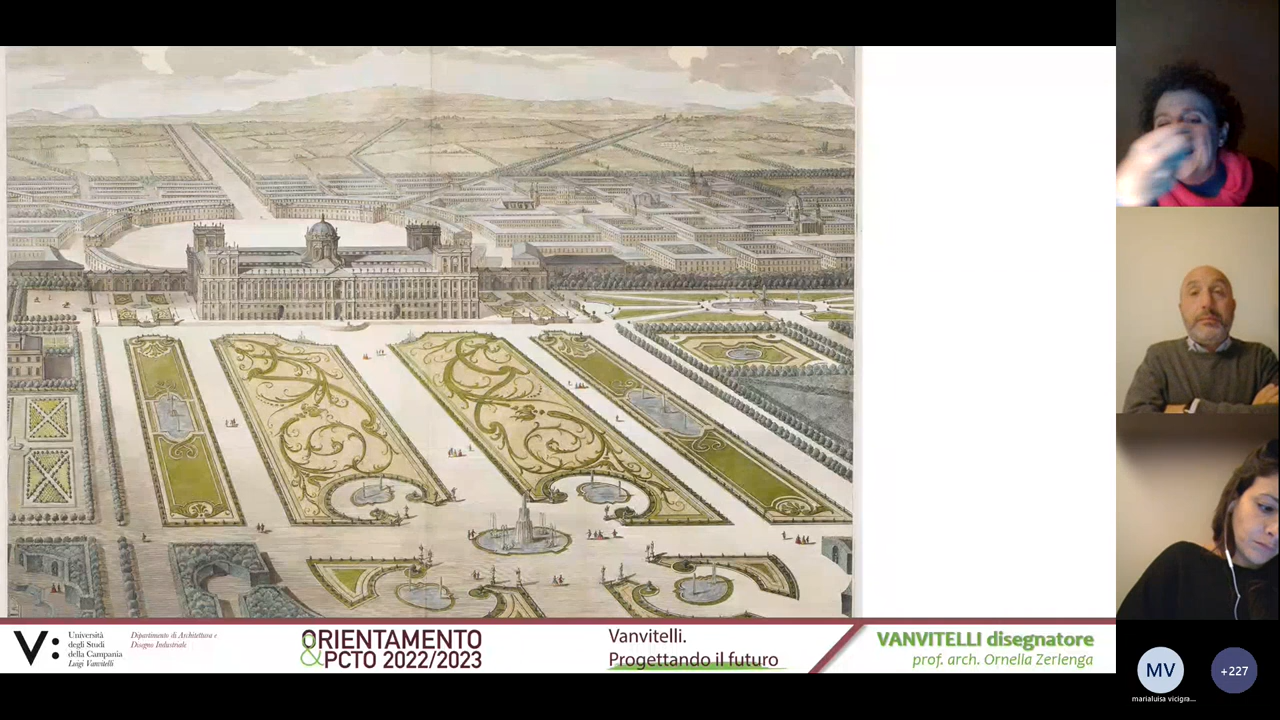 V:
Università
degli Studi
della Campania
Luigi Vanvitelli
Dipartimento di Architettura e
Disegno Industriale
ORIENTAMENTO
&PCTO 2022/2023
Vanvitelli.
Progettando il futuro
VANVITELLI disegnatore
prof. arch. Ornella Zerlenga
MV
marialuisa vicigra...
+227